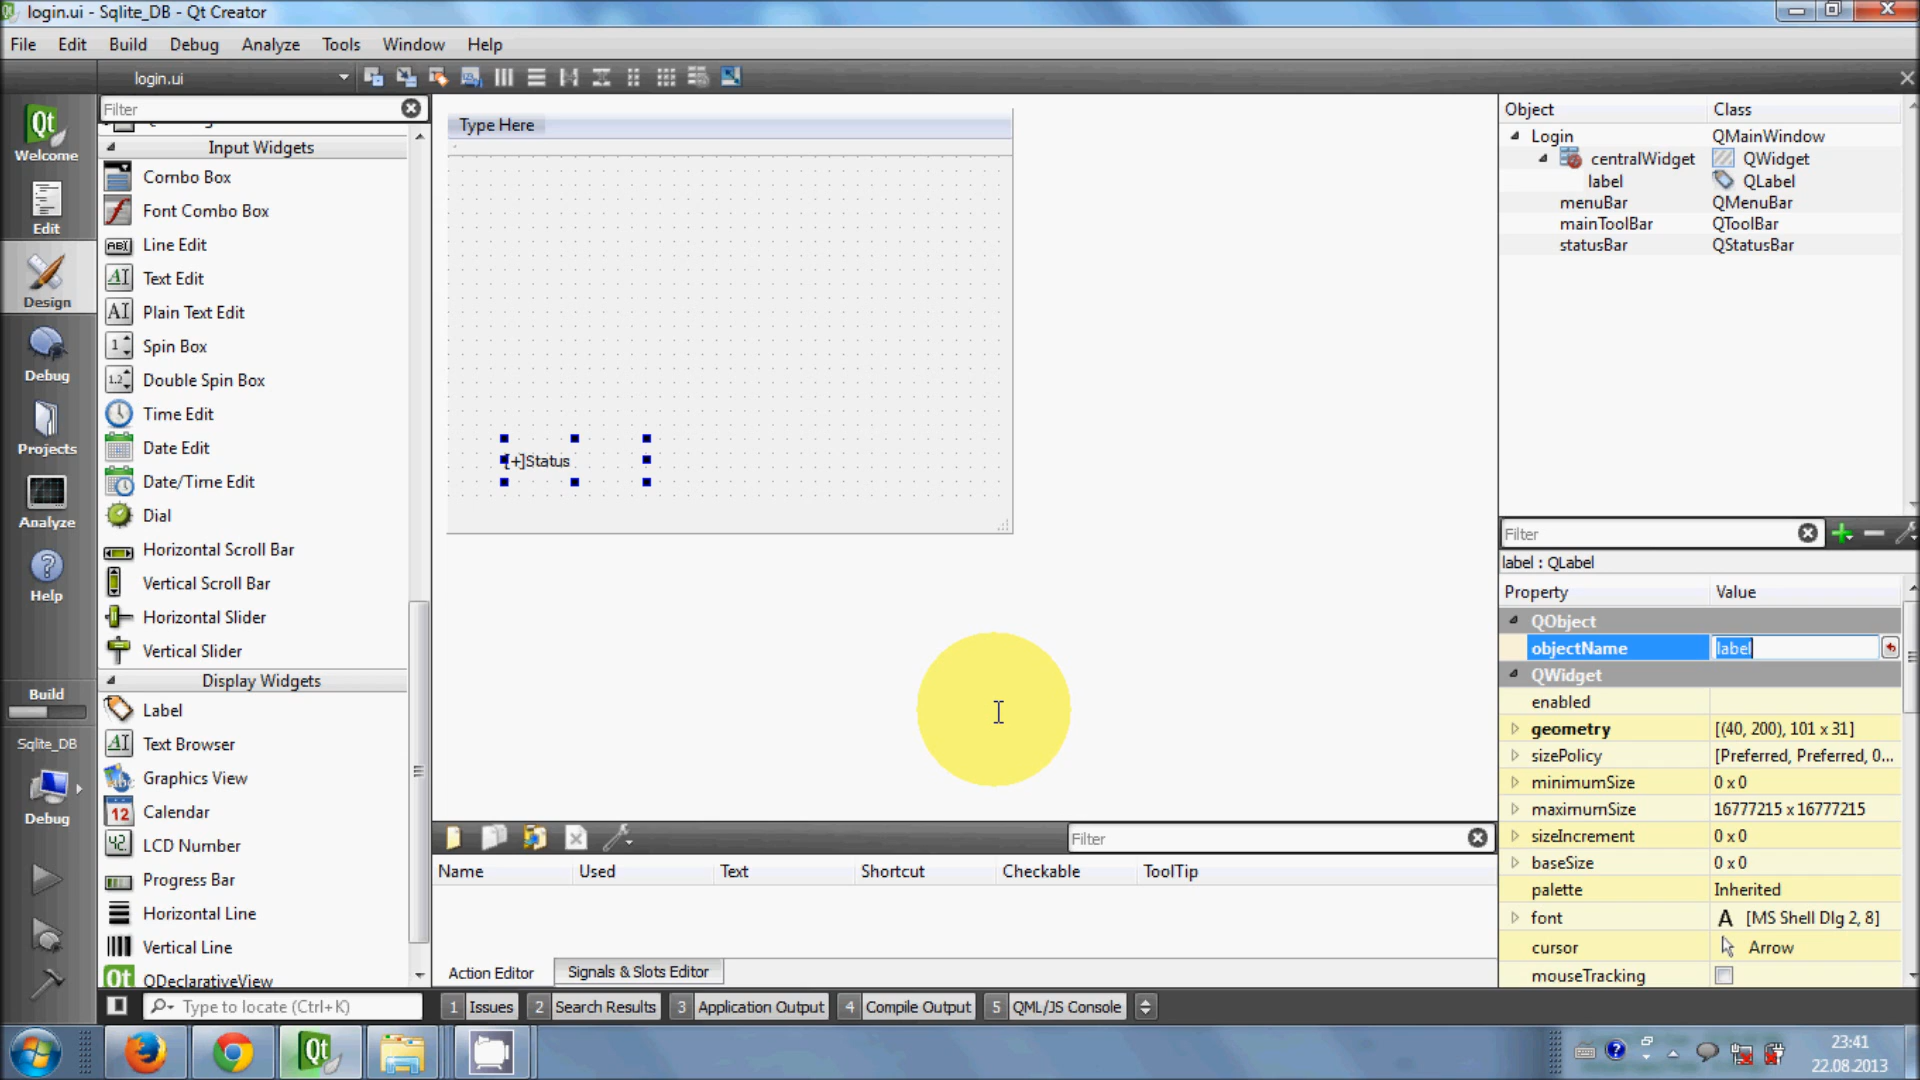 login.ui - Sqlite_DB - Qt Creator
File Edit Build Debug Analyze Tools Window Help
login.ui
Welcome
Edit
Design
Debug
Projects
Analyze
Help
Build
Sqlite_DB
Debug
Filter
Input Widgets
Combo Box
Font Combo Box
Line Edit
Text Edit
Plain Text Edit
Spin Box
Double Spin Box
Time Edit
Date Edit
Date/Time Edit
Dial
Horizontal Scroll Bar
Vertical Scroll Bar
Horizontal Slider
Vertical Slider
Display Widgets
Label
Text Browser
Graphics View
Calendar
LCD Number
Progress Bar
Horizontal Line
Vertical Line
QDeclarativeView
Type Here
[+]Status
Filter
Name Used Text Shortcut Checkable ToolTip
Action Editor Signals & Slots Editor
Object Class
Login QMainWindow
centralWidget QWidget
label QLabel
menuBar QMenuBar
mainToolBar QToolBar
statusBar QStatusBar
Filter
label : QLabel
Property Value
QObject
objectName label
QWidget
enabled
geometry [(40, 200), 101 x 31]
sizePolicy [Preferred, Preferred, 0...
minimumSize 0 x 0
maximumSize 16777215 x 16777215
sizeIncrement 0 x 0
baseSize 0 x 0
palette Inherited
font A [MS Shell Dlg 2, 8]
cursor Arrow
mouseTracking
Type to locate (Ctrl+K) 1 Issues 2 Search Results 3 Application Output 4 Compile Output 5 QML/JS Console
23:41
22.08.2013